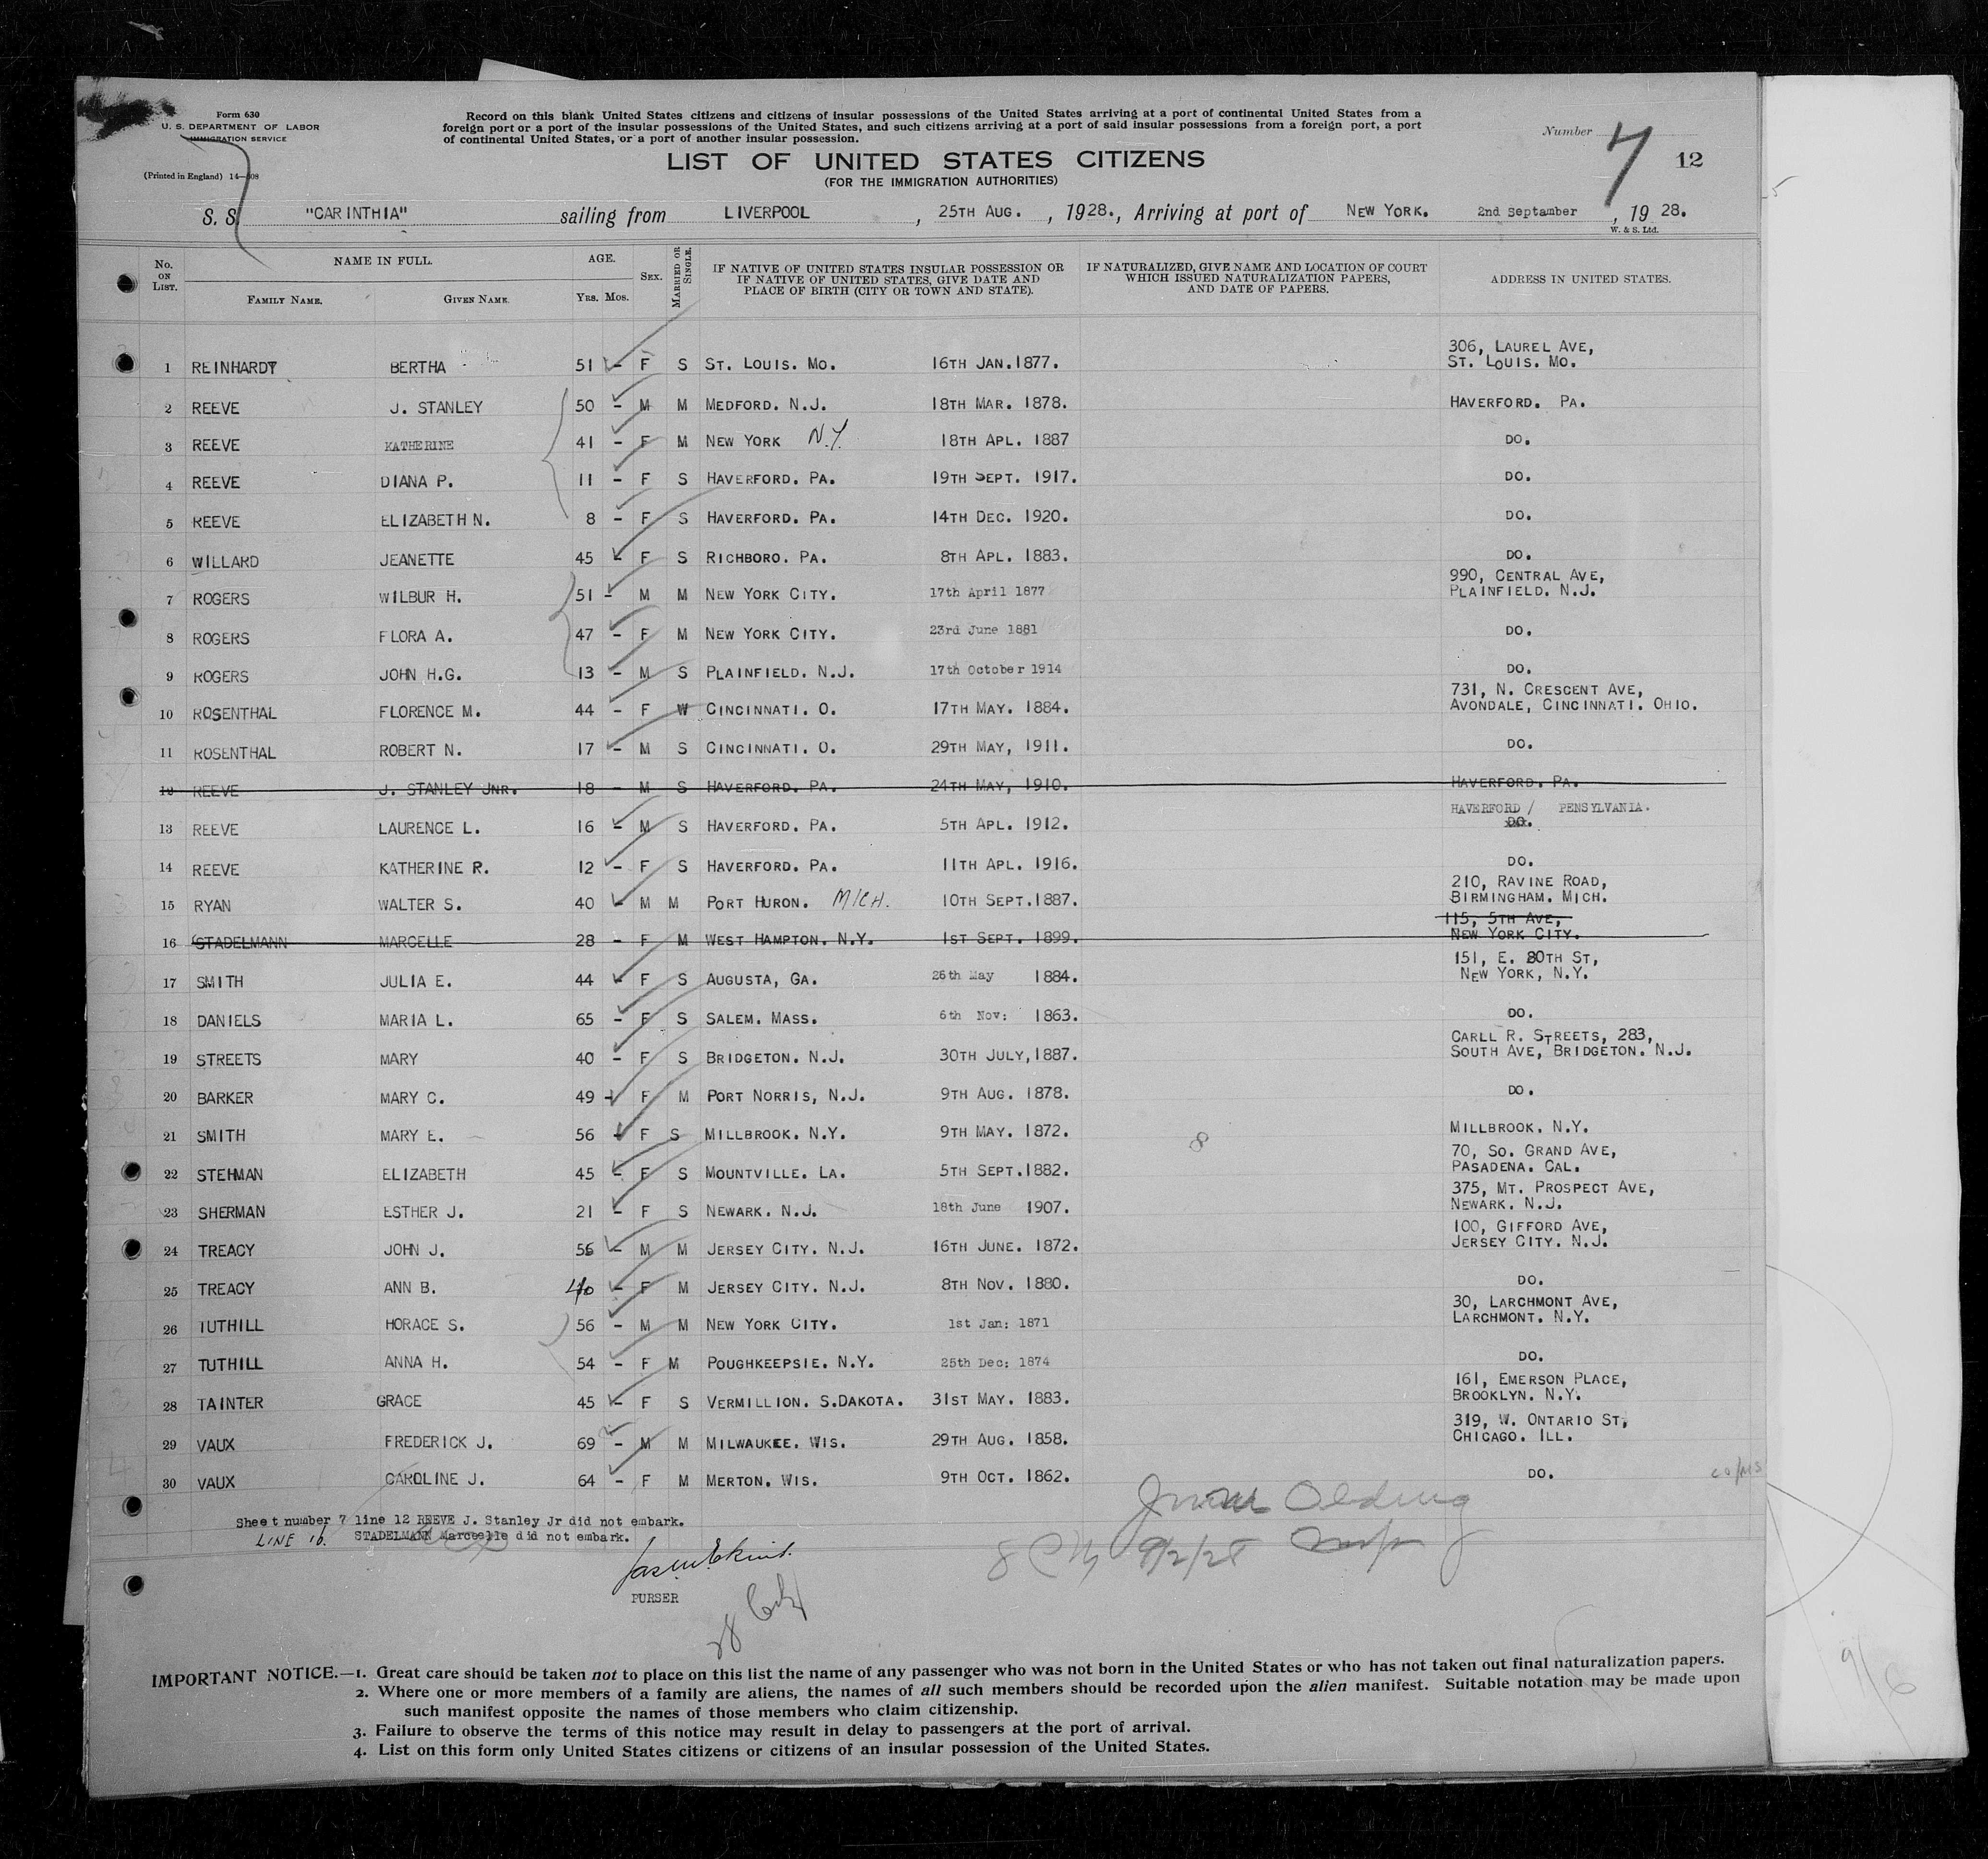 Form 630
U. S. DEPARTMENT OF LABOR
IMMIGRATION SERVICE
(Printed in England) 14—
Record on this blank United States citizens and citizens of insular possessions of the United States arriving at a port of continental United States from a
foreign port or a port of the insular possessions of the United States, and such citizens arriving at a port of said insular possessions from a foreign port, a port
of continental United States, or a port of another insular possession.
Number 7 12
LIST OF UNITED STATES CITIZENS
(FOR THE IMMIGRATION AUTHORITIES)
S. S. "CARINTHIA" sailing from LIVERPOOL, 25TH AUG., 1928., Arriving at port of NEW YORK. 2nd September, 1928.
W. & S. Ltd.
No. ON LIST. NAME IN FULL. FAMILY NAME. GIVEN NAME. AGE. YRS. MOS. SEX. MARRIED OR SINGLE. IF NATIVE OF UNITED STATES INSULAR POSSESSION OR IF NATIVE OF UNITED STATES, GIVE DATE AND PLACE OF BIRTH (CITY OR TOWN AND STATE). IF NATURALIZED, GIVE NAME AND LOCATION OF COURT WHICH ISSUED NATURALIZATION PAPERS, AND DATE OF PAPERS. ADDRESS IN UNITED STATES.
1 REINHARDT BERTHA 51 - F S ST. LOUIS. MO. 16TH JAN.1877. 306, LAUREL AVE, ST. LOUIS. MO.
2 REEVE J. STANLEY 50 - M M MEDFORD. N.J. 18TH MAR. 1878. HAVERFORD. PA.
3 REEVE KATHERINE 41 - F M NEW YORK N.Y. 18TH APL. 1887 DO.
4 REEVE DIANA P. 11 - F S HAVERFORD. PA. 19TH SEPT. 1917. DO.
5 REEVE ELIZABETH N. 8 - F S HAVERFORD. PA. 14TH DEC. 1920. DO.
6 WILLARD JEANETTE 45 - F S RICHBORO. PA. 8TH APL. 1883. DO.
7 ROGERS WILBUR H. 51 - M M NEW YORK CITY. 17th April 1877 990, CENTRAL AVE, PLAINFIELD. N.J.
8 ROGERS FLORA A. 47 - F M NEW YORK CITY. 23rd June 1881 DO.
9 ROGERS JOHN H.G. 13 - M S PLAINFIELD. N.J. 17th October 1914 DO.
10 ROSENTHAL FLORENCE M. 44 - F W CINCINNATI. O. 17TH MAY. 1884. 731, N. CRESCENT AVE, AVONDALE, CINCINNATI. OHIO.
11 ROSENTHAL ROBERT N. 17 - M S CINCINNATI. O. 29TH MAY, 1911. DO.
12 REEVE J. STANLEY JNR. 18 - M S HAVERFORD. PA. 24TH MAY, 1910. HAVERFORD. PA.
13 REEVE LAURENCE L. 16 - M S HAVERFORD. PA. 5TH APL. 1912. HAVERFORD / PENSYLVANIA. DO.
14 REEVE KATHERINE R. 12 - F S HAVERFORD. PA. 11TH APL. 1916. DO.
15 RYAN WALTER S. 40 - M M PORT HURON. MICH. 10TH SEPT.1887. 210, RAVINE ROAD, BIRMINGHAM. MICH.
16 STADELMANN MARCELLE 28 - F M WEST HAMPTON. N.Y. 1ST SEPT. 1899. 115, 5TH AVE, NEW YORK CITY.
17 SMITH JULIA E. 44 - F S AUGUSTA, GA. 26th May 1884. 151, E. 80TH ST, NEW YORK, N.Y.
18 DANIELS MARIA L. 65 - F S SALEM. MASS. 6th Nov: 1863. DO.
19 STREETS MARY 40 - F S BRIDGETON. N.J. 30TH JULY,1887. CARLL R. STREETS, 283, SOUTH AVE, BRIDGETON. N.J.
20 BARKER MARY C. 49 - F M PORT NORRIS, N.J. 9TH AUG. 1878. DO.
21 SMITH MARY E. 56 - F S MILLBROOK. N.Y. 9TH MAY. 1872. 8 MILLBROOK. N.Y.
22 STEHMAN ELIZABETH 45 - F S MOUNTVILLE. LA. 5TH SEPT.1882. 70, SO. GRAND AVE, PASADENA. CAL.
23 SHERMAN ESTHER J. 21 - F S NEWARK. N.J. 18th June 1907. 375, MT. PROSPECT AVE, NEWARK. N.J.
24 TREACY JOHN J. 56 - M M JERSEY CITY. N.J. 16TH JUNE. 1872. 100, GIFFORD AVE, JERSEY CITY. N.J.
25 TREACY ANN B. 40 - F M JERSEY CITY. N.J. 8TH NOV. 1880. DO.
26 TUTHILL HORACE S. 56 - M M NEW YORK CITY. 1st Jan: 1871 30, LARCHMONT AVE, LARCHMONT. N.Y.
27 TUTHILL ANNA H. 54 - F M POUGHKEEPSIE. N.Y. 25th Dec: 1874 DO.
28 TAINTER GRACE 45 - F S VERMILLION. S.DAKOTA. 31ST MAY. 1883. 161, EMERSON PLACE, BROOKLYN. N.Y.
29 VAUX FREDERICK J. 69 - M M MILWAUKEE. WIS. 29TH AUG. 1858. 319, W. ONTARIO ST, CHICAGO. ILL.
30 VAUX CAROLINE J. 64 - F M MERTON. WIS. 9TH OCT. 1862. DO.
Sheet number 7 line 12 REEVE J. Stanley Jr did not embark.
LINE 16. STADELMANN Marcelle did not embark.
9/2/28
PURSER
28
IMPORTANT NOTICE.—1. Great care should be taken not to place on this list the name of any passenger who was not born in the United States or who has not taken out final naturalization papers.
2. Where one or more members of a family are aliens, the names of all such members should be recorded upon the alien manifest. Suitable notation may be made upon
such manifest opposite the names of those members who claim citizenship.
3. Failure to observe the terms of this notice may result in delay to passengers at the port of arrival.
4. List on this form only United States citizens or citizens of an insular possession of the United States.